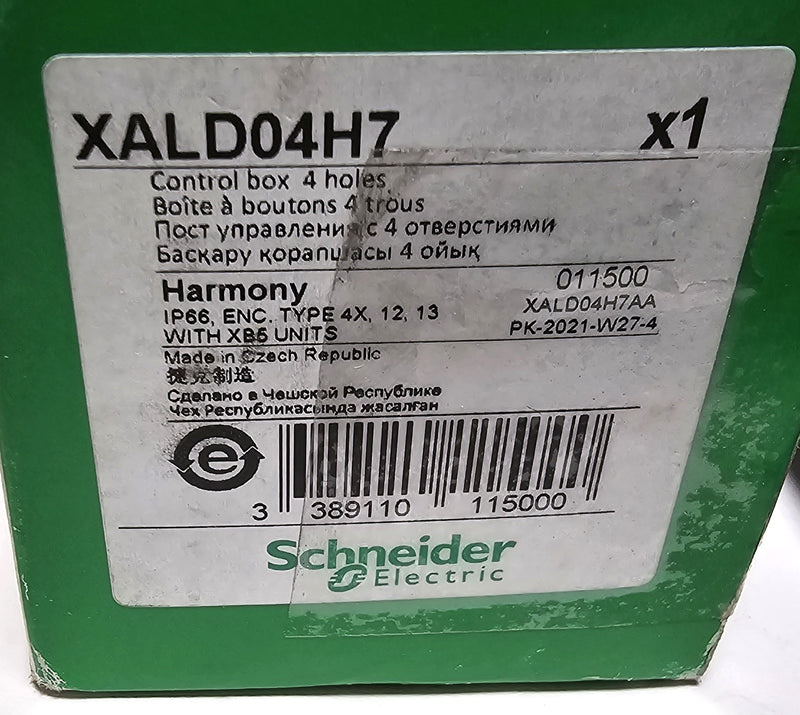 XALD04H7 x1
Control box 4 holes
Boîte à boutons 4 trous
Пост управления с 4 отверстиями
Басқару қорапшасы 4 ойық
Harmony 011500
IP66, ENC. TYPE 4X, 12, 13 XALD04H7AA
WITH XB5 UNITS PK-2021-W27-4
Made in Czech Republic
捷克制造
Сделано в Чешской Республике
Чех Республикасында жасалған
e
3 389110 115000
Schneider
Electric